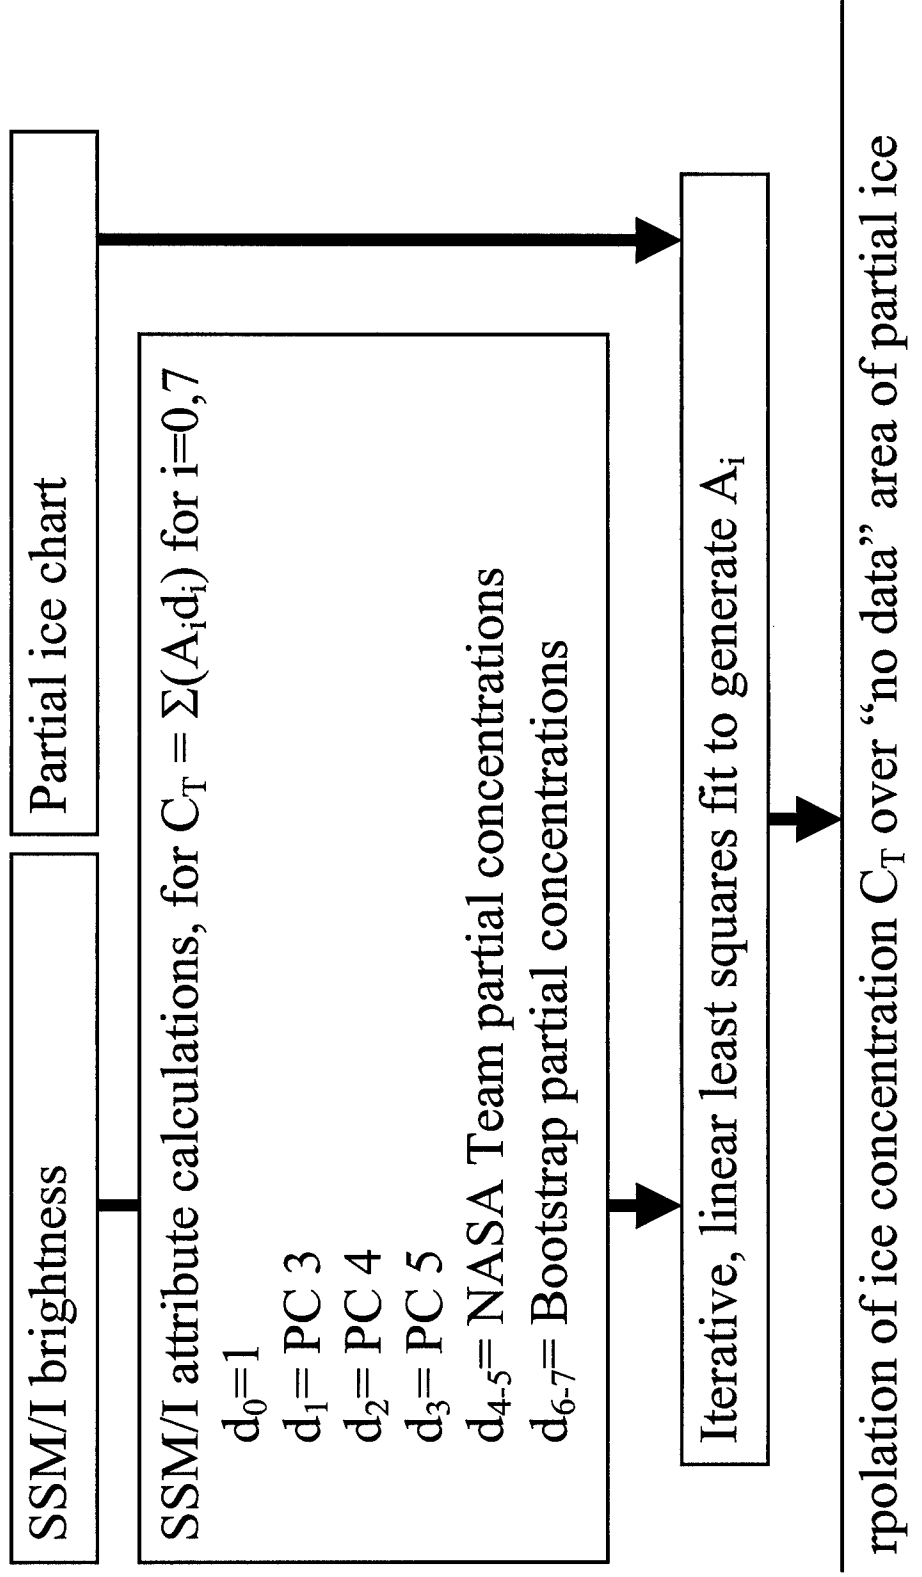 SSM/I brightness
Partial ice chart
SSM/I attribute calculations, for C_T = Σ(A_i d_i) for i=0,7
d_0=1
d_1= PC 3
d_2= PC 4
d_3= PC 5
d_4-5= NASA Team partial concentrations
d_6-7= Bootstrap partial concentrations
Iterative, linear least squares fit to generate A_i
rpolation of ice concentration C_T over “no data” area of partial ice